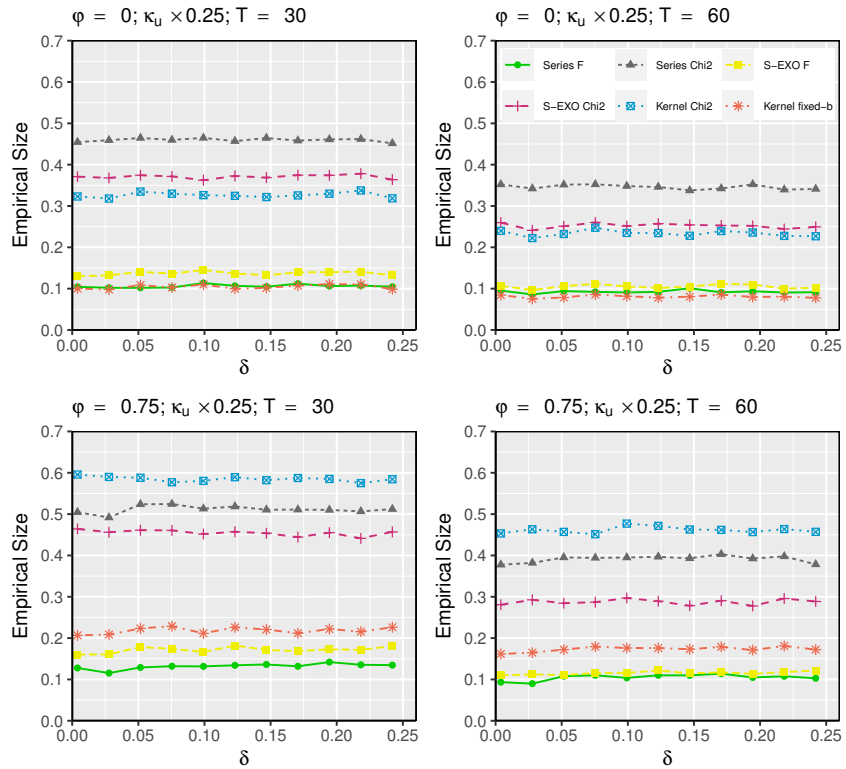 φ = 0; κu ×0.25; T = 30
Empirical Size
0.7
0.6
0.5
0.4
0.3
0.2
0.1
0.0
0.00 0.05 0.10 0.15 0.20 0.25
δ
φ = 0; κu ×0.25; T = 60
Empirical Size
0.7
0.6
0.5
0.4
0.3
0.2
0.1
0.0
Series F Series Chi2 S−EXO F
S−EXO Chi2 Kernel Chi2 Kernel fixed−b
0.00 0.05 0.10 0.15 0.20 0.25
δ
φ = 0.75; κu ×0.25; T = 30
Empirical Size
0.7
0.6
0.5
0.4
0.3
0.2
0.1
0.0
0.00 0.05 0.10 0.15 0.20 0.25
δ
φ = 0.75; κu ×0.25; T = 60
Empirical Size
0.7
0.6
0.5
0.4
0.3
0.2
0.1
0.0
0.00 0.05 0.10 0.15 0.20 0.25
δ